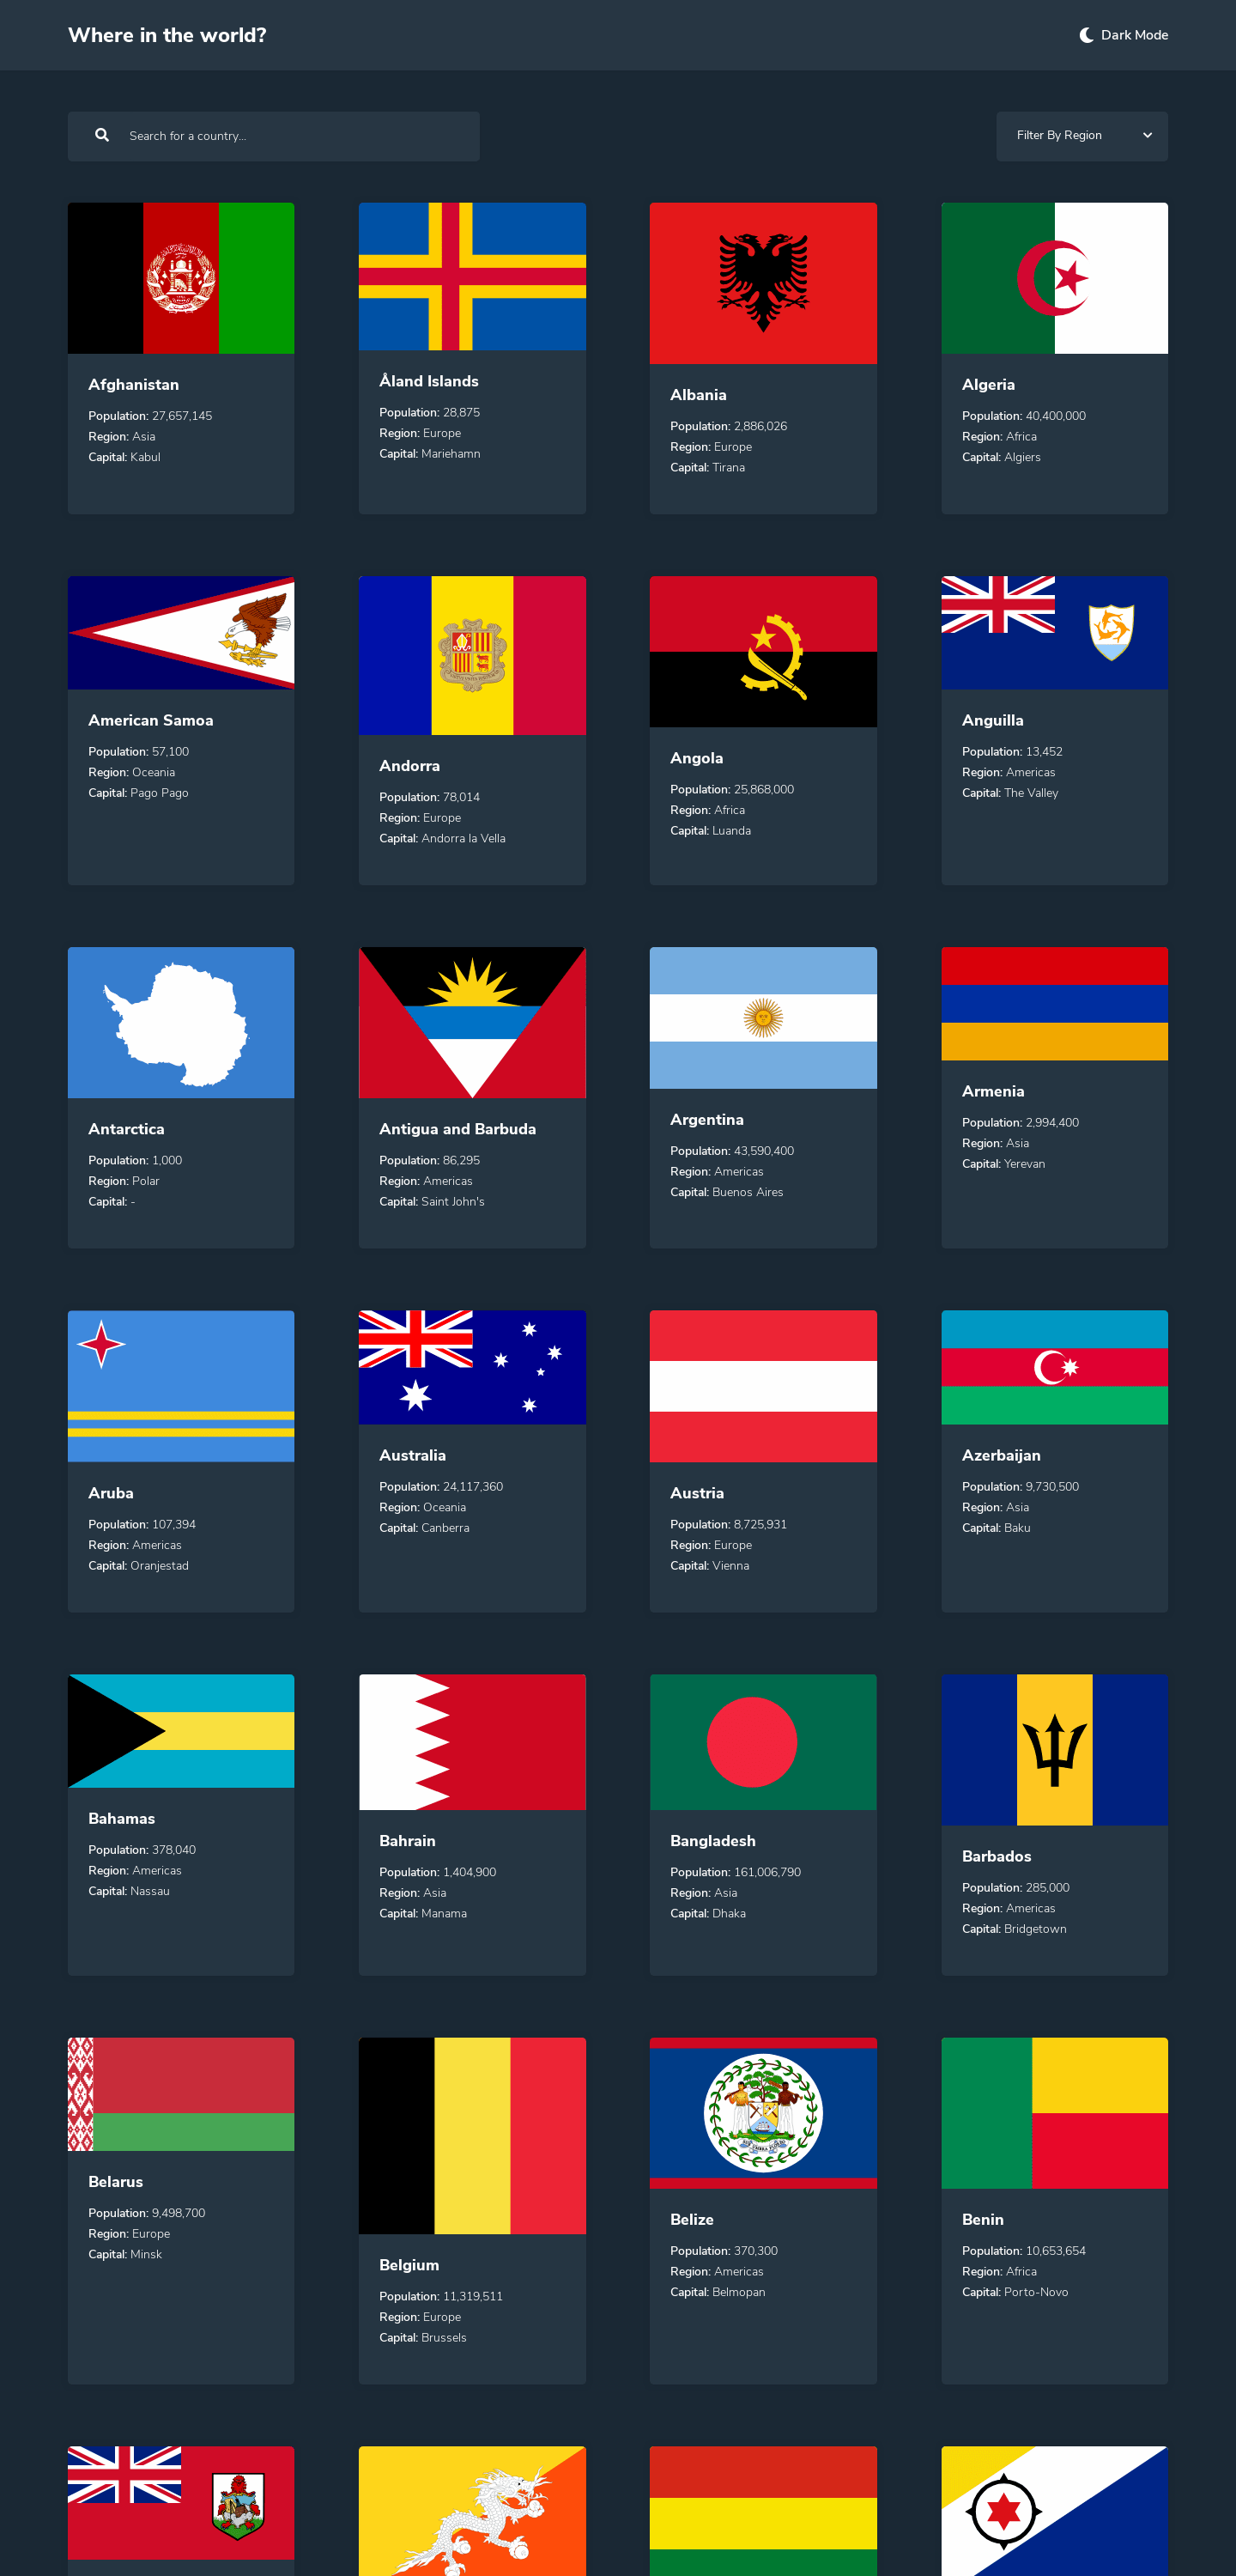 Where in the world?
Dark Mode
Search for a country...
Filter By Region
Afghanistan
Population: 27,657,145
Region: Asia
Capital: Kabul
Åland Islands
Population: 28,875
Region: Europe
Capital: Mariehamn
Albania
Population: 2,886,026
Region: Europe
Capital: Tirana
Algeria
Population: 40,400,000
Region: Africa
Capital: Algiers
American Samoa
Population: 57,100
Region: Oceania
Capital: Pago Pago
Andorra
Population: 78,014
Region: Europe
Capital: Andorra la Vella
Angola
Population: 25,868,000
Region: Africa
Capital: Luanda
Anguilla
Population: 13,452
Region: Americas
Capital: The Valley
Antarctica
Population: 1,000
Region: Polar
Capital: -
Antigua and Barbuda
Population: 86,295
Region: Americas
Capital: Saint John's
Argentina
Population: 43,590,400
Region: Americas
Capital: Buenos Aires
Armenia
Population: 2,994,400
Region: Asia
Capital: Yerevan
Aruba
Population: 107,394
Region: Americas
Capital: Oranjestad
Australia
Population: 24,117,360
Region: Oceania
Capital: Canberra
Austria
Population: 8,725,931
Region: Europe
Capital: Vienna
Azerbaijan
Population: 9,730,500
Region: Asia
Capital: Baku
Bahamas
Population: 378,040
Region: Americas
Capital: Nassau
Bahrain
Population: 1,404,900
Region: Asia
Capital: Manama
Bangladesh
Population: 161,006,790
Region: Asia
Capital: Dhaka
Barbados
Population: 285,000
Region: Americas
Capital: Bridgetown
Belarus
Population: 9,498,700
Region: Europe
Capital: Minsk
Belgium
Population: 11,319,511
Region: Europe
Capital: Brussels
Belize
Population: 370,300
Region: Americas
Capital: Belmopan
Benin
Population: 10,653,654
Region: Africa
Capital: Porto-Novo